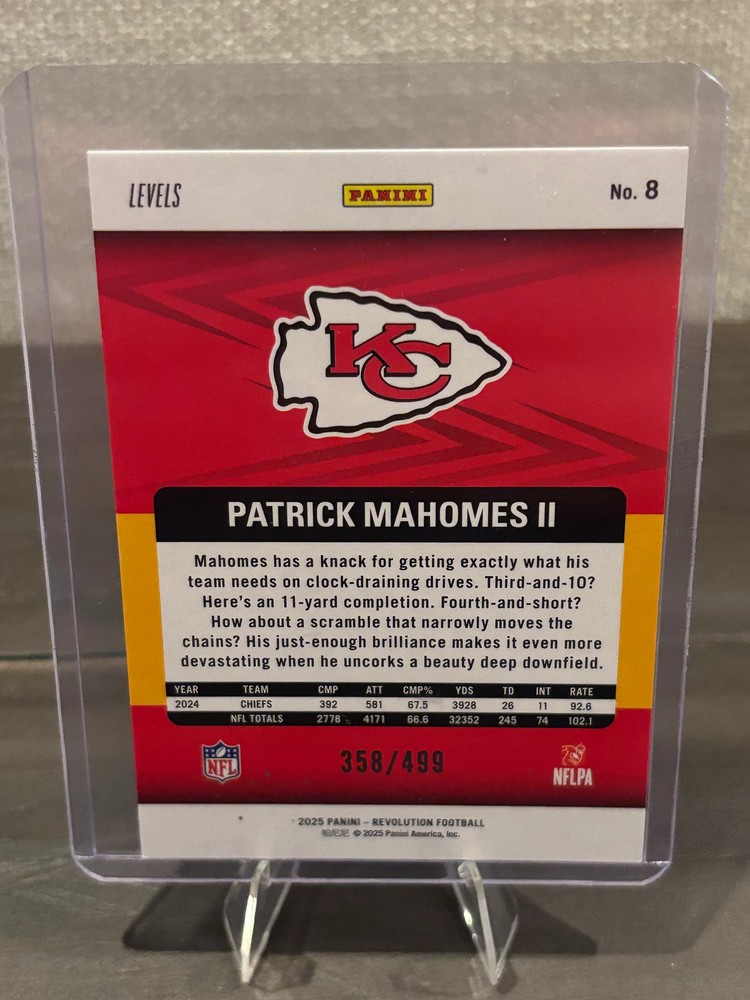 LEVELS PANINI No. 8
KC
PATRICK MAHOMES II
Mahomes has a knack for getting exactly what his
team needs on clock-draining drives. Third-and-10?
Here's an 11-yard completion. Fourth-and-short?
How about a scramble that narrowly moves the
chains? His just-enough brilliance makes it even more
devastating when he uncorks a beauty deep downfield.
YEAR TEAM CMP ATT CMP% YDS TD INT RATE
2024 CHIEFS 392 581 67.5 3928 26 11 92.6
NFL TOTALS 2778 4171 66.6 32352 245 74 102.1
NFL 358/499 NFLPA
2025 PANINI – REVOLUTION FOOTBALL
帕尼尼 © 2025 Panini America, Inc.